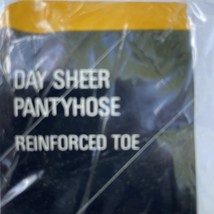 DAY SHEER
PANTYHOSE
REINFORCED TOE